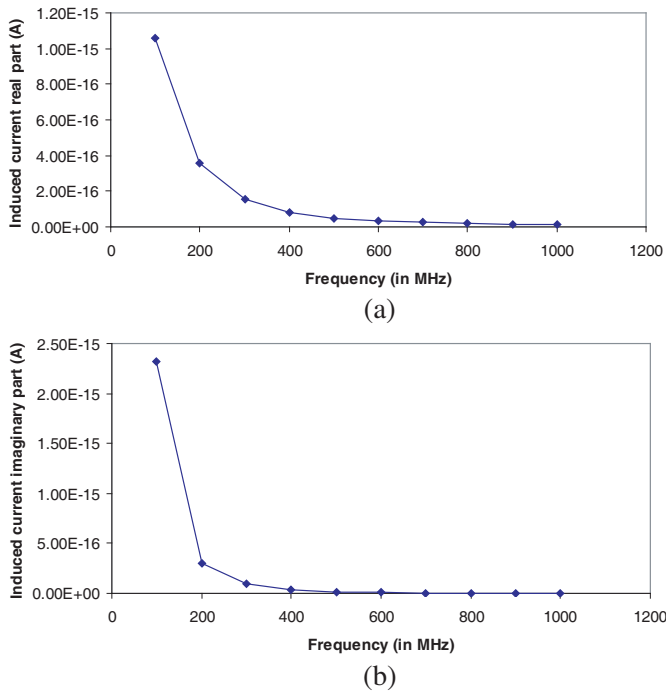 Induced current real part (A)
1.20E-15
1.00E-15
8.00E-16
6.00E-16
4.00E-16
2.00E-16
0.00E+00
0 200 400 600 800 1000 1200
Frequency (in MHz)
(a)
Induced current imaginary part (A)
2.50E-15
2.00E-15
1.50E-15
1.00E-15
5.00E-16
0.00E+00
0 200 400 600 800 1000 1200
Frequency (in MHz)
(b)